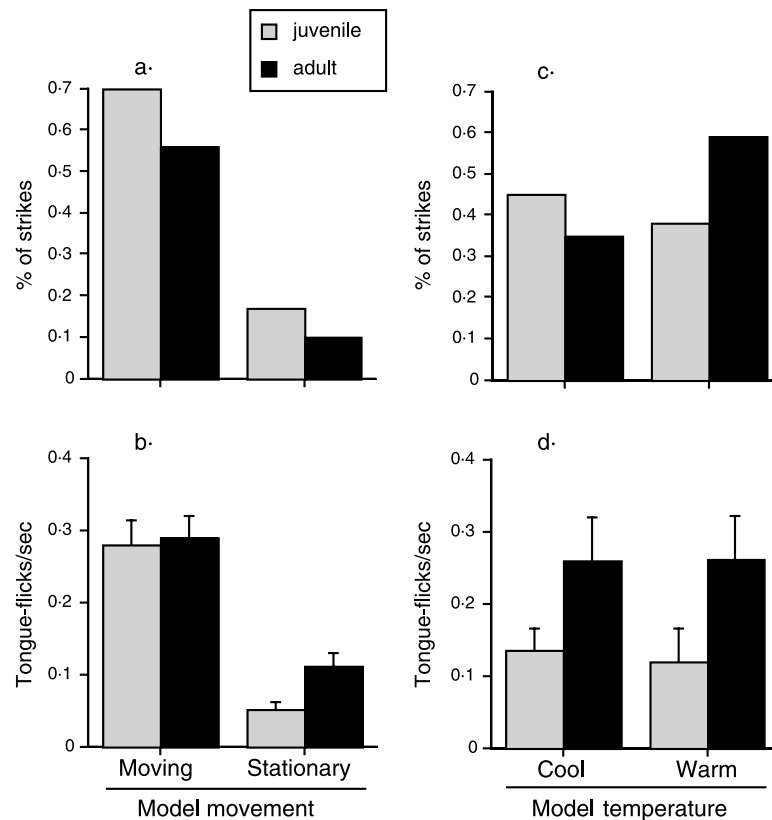 juvenile
adult
a·
0·7
0·6
0·5
0·4
0·3
0·2
0·1
0
% of strikes
c·
0·7
0·6
0·5
0·4
0·3
0·2
0·1
0
% of strikes
b·
0·4
0·3
0·2
0·1
0
Tongue-flicks/sec
Moving Stationary
Model movement
d·
0·4
0·3
0·2
0·1
0
Tongue-flicks/sec
Cool Warm
Model temperature